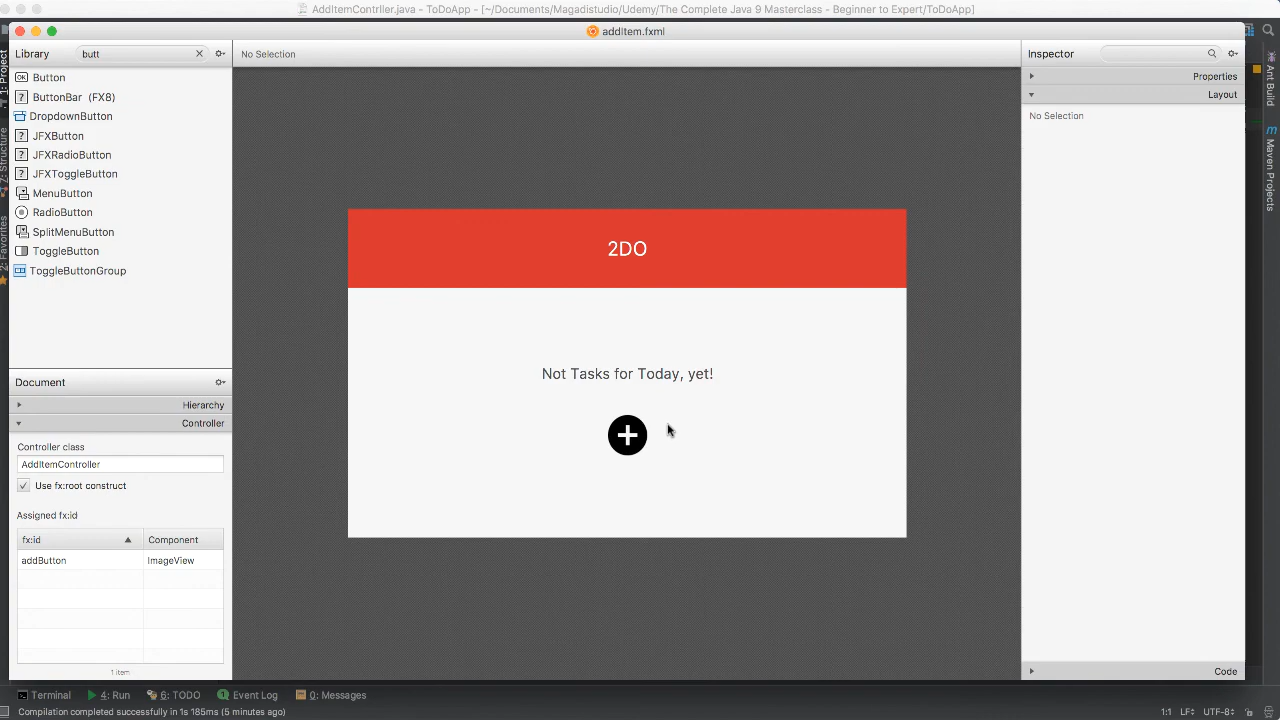 AddItemContrller.java - ToDoApp - [~/Documents/Magadistudio/Udemy/The Complete Java 9 Masterclass - Beginner to Expert/ToDoApp]
addItem.fxml
Library
butt
No Selection
Inspector
Button
ButtonBar (FX8)
DropdownButton
JFXButton
JFXRadioButton
JFXToggleButton
MenuButton
RadioButton
SplitMenuButton
ToggleButton
ToggleButtonGroup
Properties
Layout
No Selection
2DO
Not Tasks for Today, yet!
Document
Hierarchy
Controller
Controller class
AddItemController
Use fx:root construct
Assigned fx:id
fx:id Component
addButton ImageView
1 item
Code
1: Project
Z: Structure
2: Favorites
Ant Build
Maven Projects
Terminal 4: Run 6: TODO Event Log 0: Messages
Compilation completed successfully in 1s 185ms (5 minutes ago)
1:1 LF÷ UTF-8÷